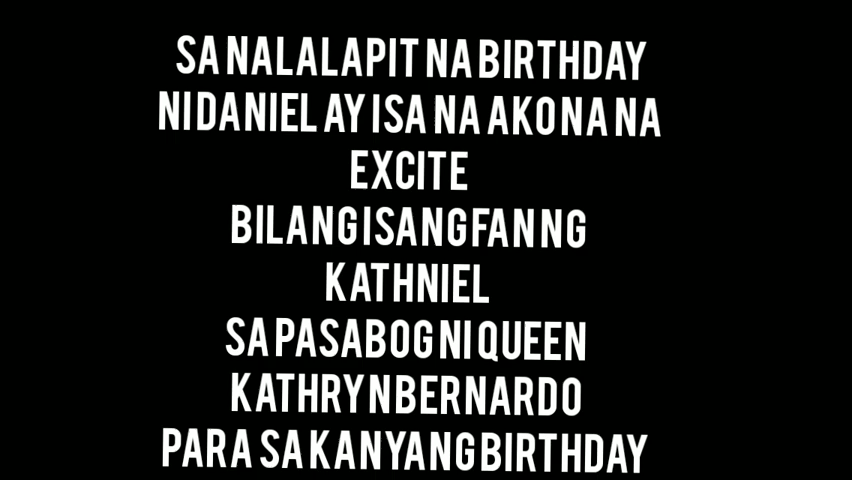 SA NALALAPIT NA BIRTHDAY
NI DANIEL AY ISA NA AKO NA NA
EXCITE
BILANG ISANG FAN NG
KATHNIEL
SA PASABOG NI QUEEN
KATHRYN BERNARDO
PARA SA KANYANG BIRTHDAY